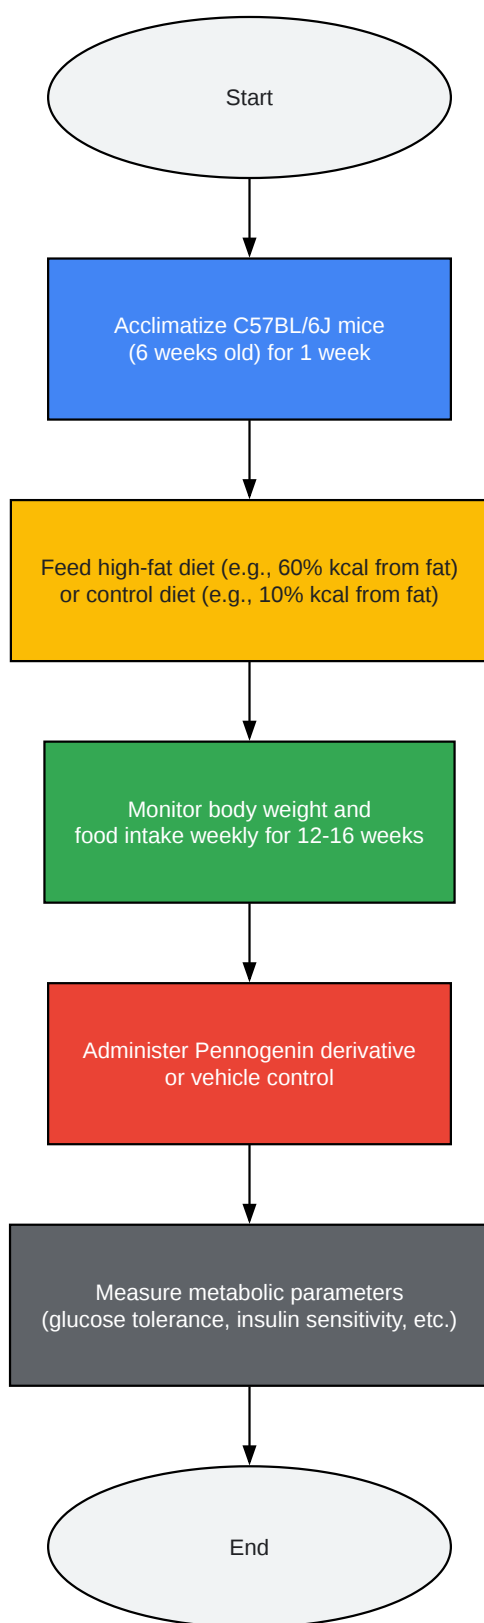 Start
Acclimatize C57BL/6J mice
(6 weeks old) for 1 week
Feed high-fat diet (e.g., 60% kcal from fat)
or control diet (e.g., 10% kcal from fat)
Monitor body weight and
food intake weekly for 12-16 weeks
Administer Pennogenin derivative
or vehicle control
Measure metabolic parameters
(glucose tolerance, insulin sensitivity, etc.)
End